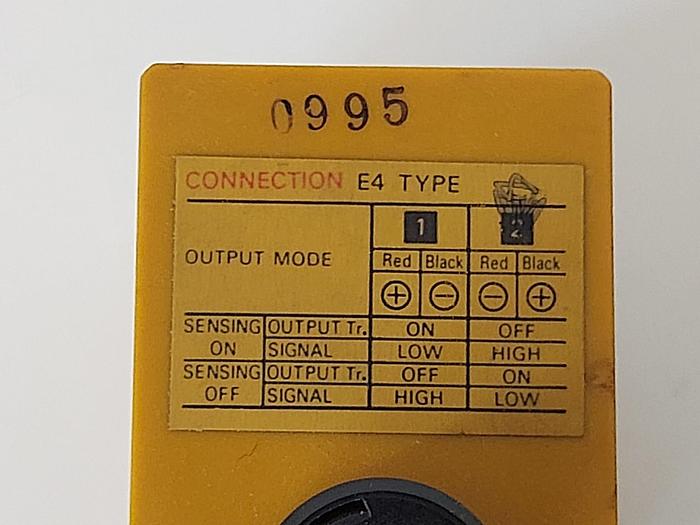 0995
CONNECTION E4 TYPE
1 2
OUTPUT MODE Red Black Red Black
⊕ ⊖ ⊖ ⊕
SENSING ON OUTPUT Tr. ON OFF
SIGNAL LOW HIGH
SENSING OFF OUTPUT Tr. OFF ON
SIGNAL HIGH LOW